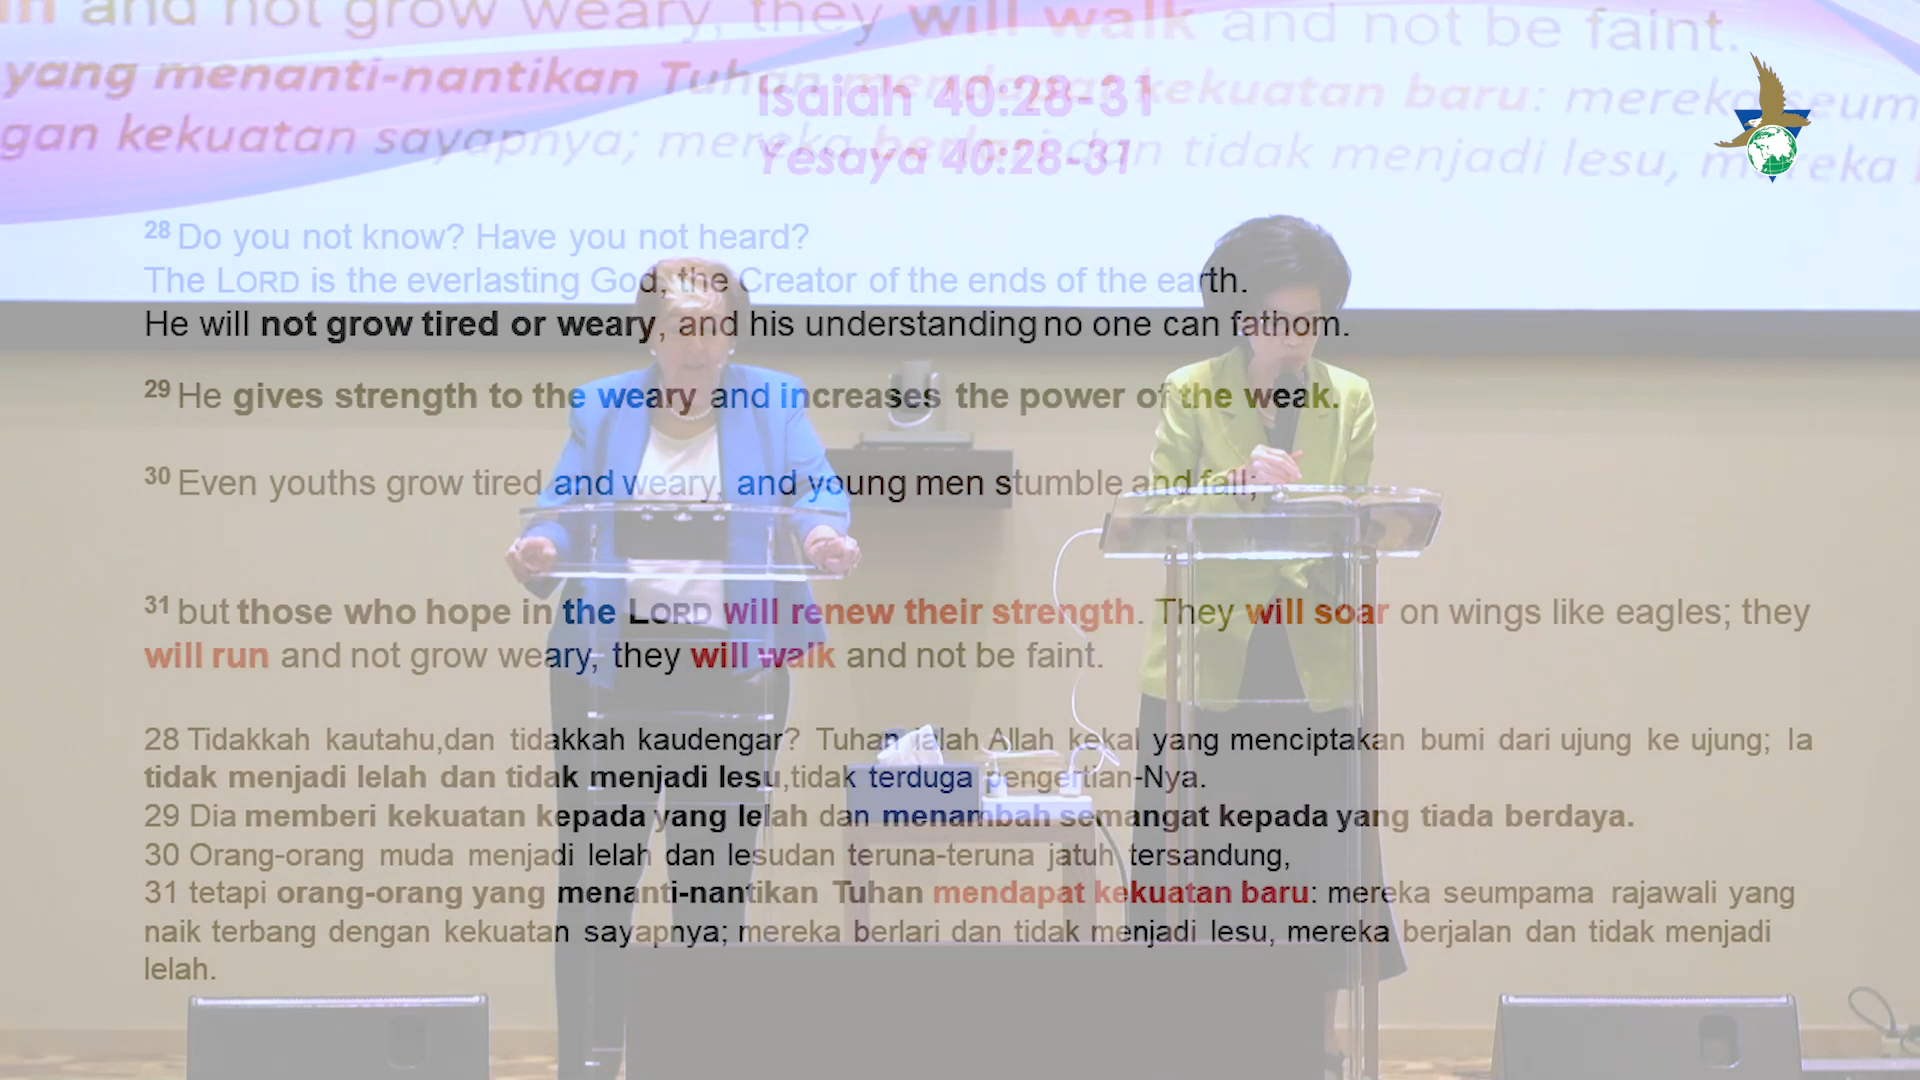 and not grow weary, they will walk and not be faint.
yang menanti-nantikan Tuhan mendapat kekuatan baru: mereka seum
gan kekuatan sayapnya; mereka berlari dan tidak menjadi lesu, mereka
Isaiah 40:28-31
Yesaya 40:28-31
28 Do you not know? Have you not heard?
The LORD is the everlasting God, the Creator of the ends of the earth.
He will not grow tired or weary, and his understanding no one can fathom.
29 He gives strength to the weary and increases the power of the weak.
30 Even youths grow tired and weary, and young men stumble and fall;
31 but those who hope in the LORD will renew their strength. They will soar on wings like eagles; they
will run and not grow weary, they will walk and not be faint.
28 Tidakkah kautahu,dan tidakkah kaudengar? Tuhan ialah Allah kekal yang menciptakan bumi dari ujung ke ujung; Ia
tidak menjadi lelah dan tidak menjadi lesu,tidak terduga pengertian-Nya.
29 Dia memberi kekuatan kepada yang lelah dan menambah semangat kepada yang tiada berdaya.
30 Orang-orang muda menjadi lelah dan lesudan teruna-teruna jatuh tersandung,
31 tetapi orang-orang yang menanti-nantikan Tuhan mendapat kekuatan baru: mereka seumpama rajawali yang
naik terbang dengan kekuatan sayapnya; mereka berlari dan tidak menjadi lesu, mereka berjalan dan tidak menjadi
lelah.